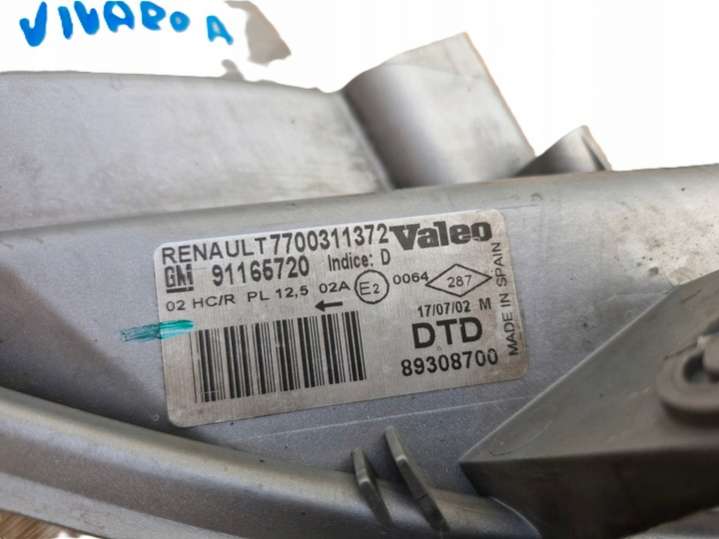 VIVARO A
RENAULT 7700311372 Valeo
GM 91165720 Indice: D
02 HC/R PL 12,5 02A E2 0064 287
17/07/02 M
DTD
89308700
MADE IN SPAIN